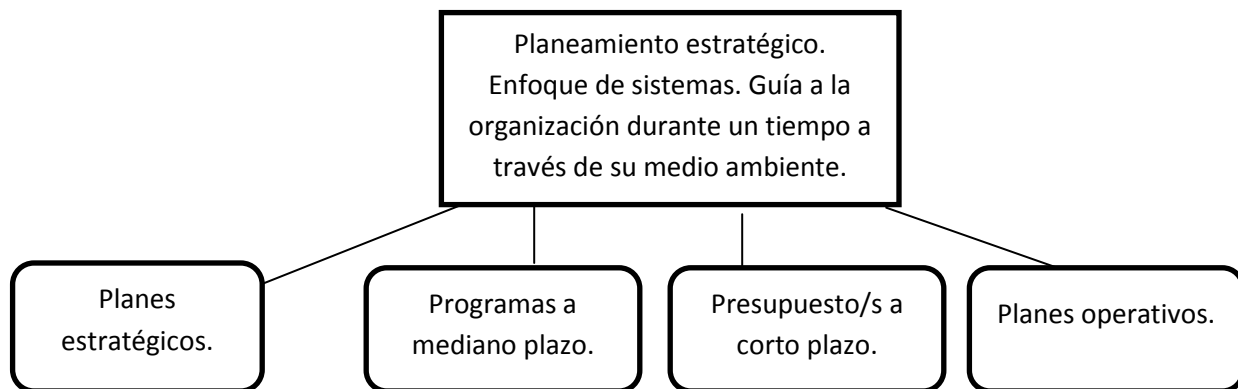 Planeamiento estratégico.
Enfoque de sistemas. Guía a la
organización durante un tiempo a
través de su medio ambiente.
Planes
estratégicos.
Programas a
mediano plazo.
Presupuesto/s a
corto plazo.
Planes operativos.